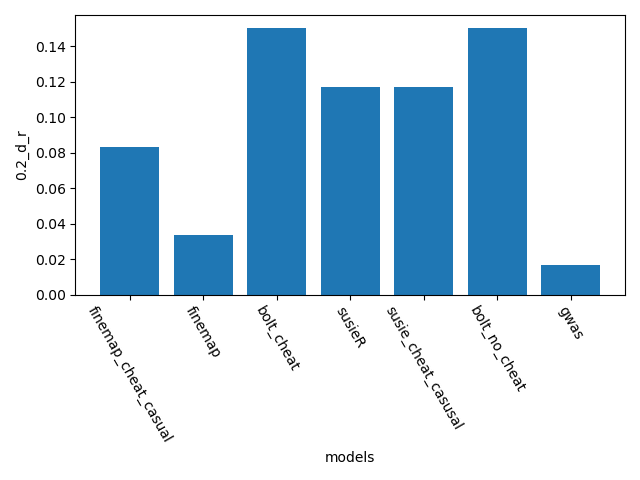 0.14
0.12
0.10
0.08
0.06
0.04
0.02
0.00
0.2_d_r
finemap_cheat_casual
finemap
bolt_cheat
susieR
susie_cheat_casusal
bolt_no_cheat
gwas
models